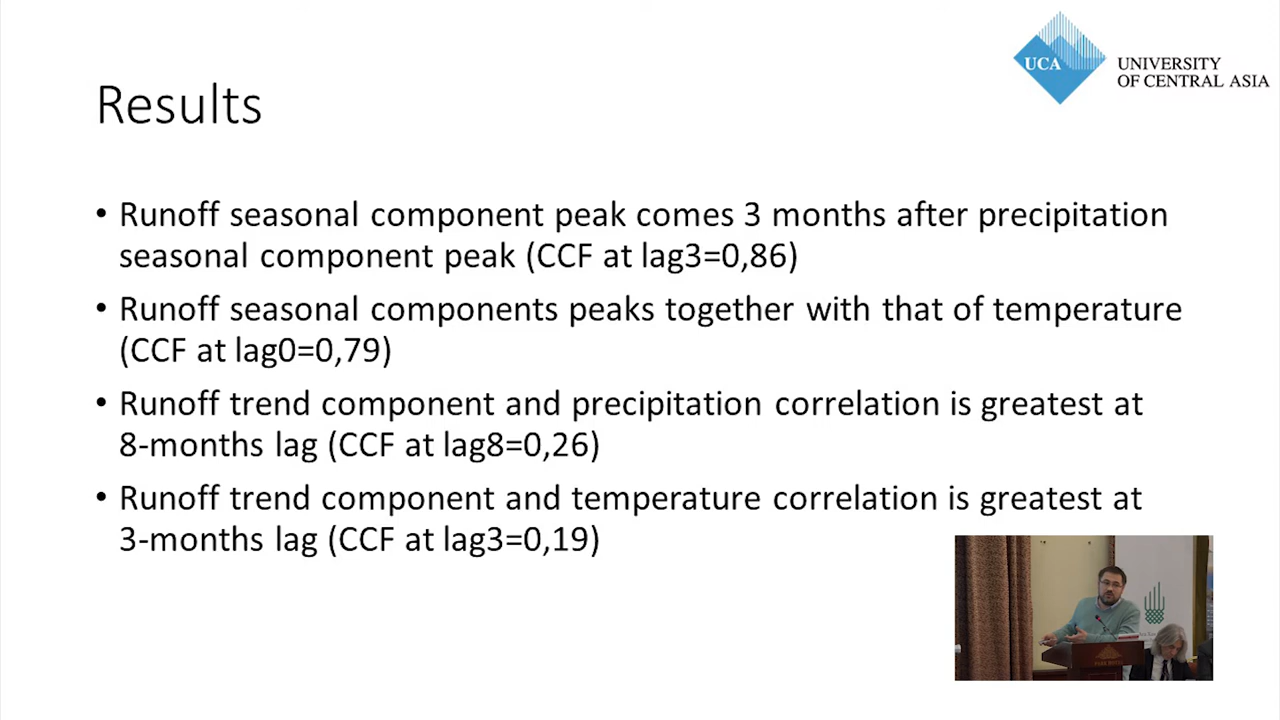 UCA
UNIVERSITY
OF CENTRAL ASIA
Results
• Runoff seasonal component peak comes 3 months after precipitation
seasonal component peak (CCF at lag3=0,86)
• Runoff seasonal components peaks together with that of temperature
(CCF at lag0=0,79)
• Runoff trend component and precipitation correlation is greatest at
8-months lag (CCF at lag8=0,26)
• Runoff trend component and temperature correlation is greatest at
3-months lag (CCF at lag3=0,19)